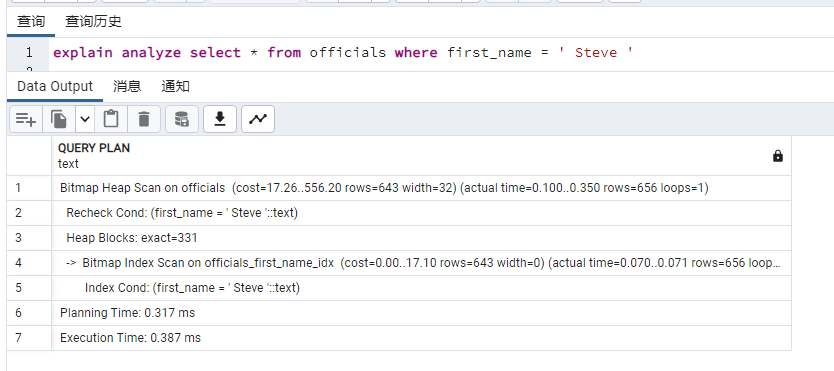 查询 查询历史
1 explain analyze select * from officials where first_name = ' Steve '
Data Output 消息 通知
QUERY PLAN
text
1 Bitmap Heap Scan on officials (cost=17.26..556.20 rows=643 width=32) (actual time=0.100..0.350 rows=656 loops=1)
2 Recheck Cond: (first_name = ' Steve '::text)
3 Heap Blocks: exact=331
4 -> Bitmap Index Scan on officials_first_name_idx (cost=0.00..17.10 rows=643 width=0) (actual time=0.070..0.071 rows=656 loop...
5 Index Cond: (first_name = ' Steve '::text)
6 Planning Time: 0.317 ms
7 Execution Time: 0.387 ms